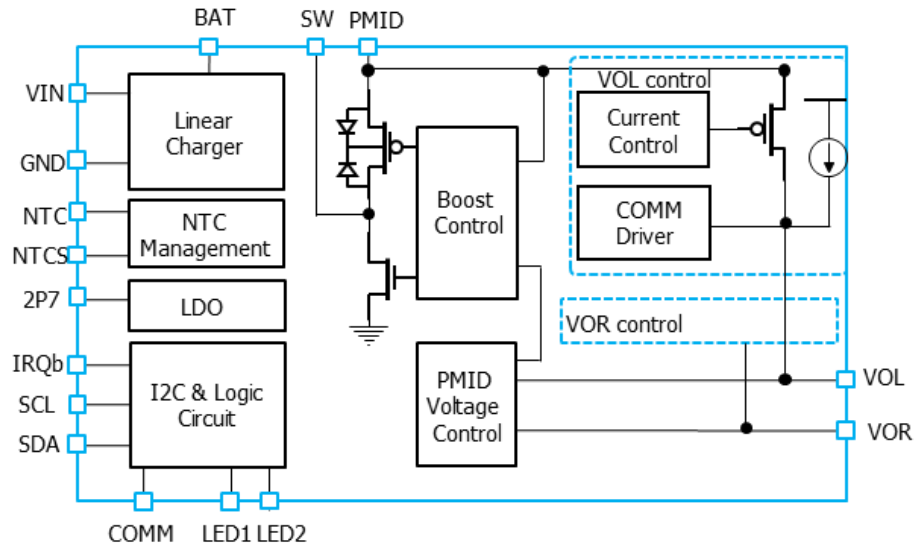 BAT
SW
PMID
VIN
GND
NTC
NTCS
2P7
IRQb
SCL
SDA
Linear
Charger
NTC
Management
LDO
I2C & Logic
Circuit
COMM
LED1
LED2
Boost
Control
PMID
Voltage
Control
VOL control
Current
Control
COMM
Driver
VOR control
VOL
VOR